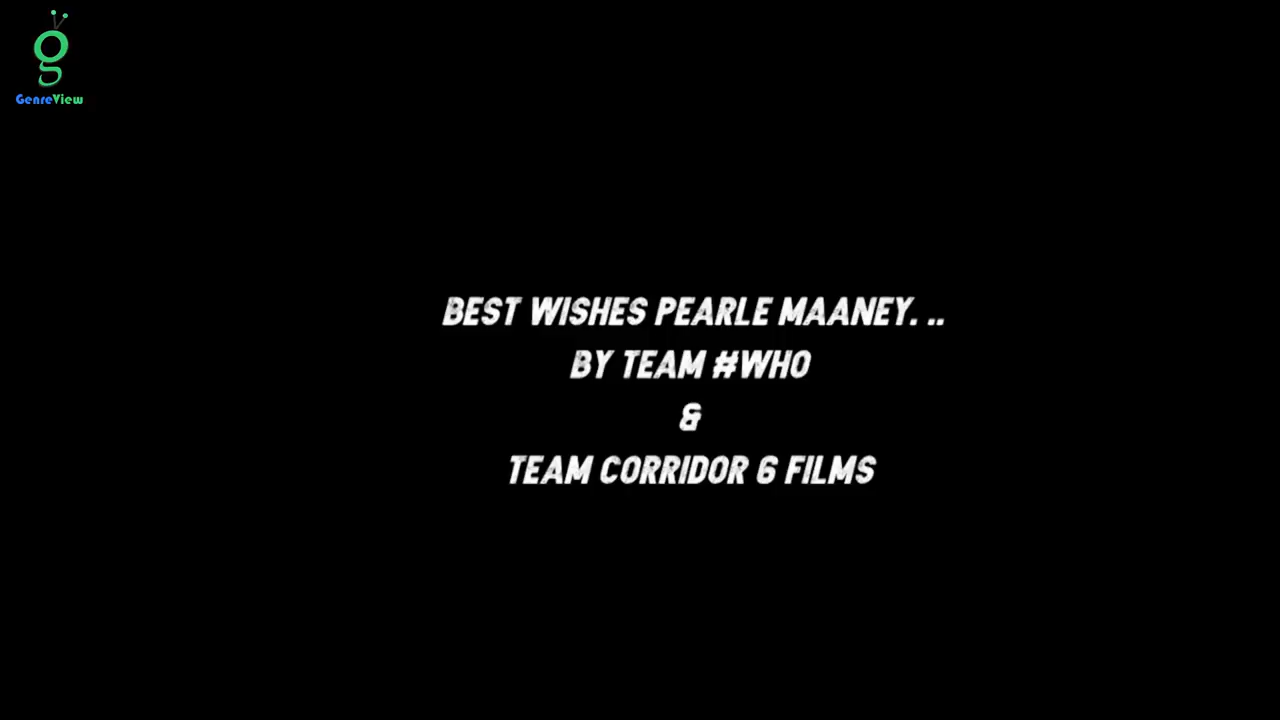 GenreView
BEST WISHES PEARLE MAANEY. ..
BY TEAM #WHO
&
TEAM CORRIDOR 6 FILMS